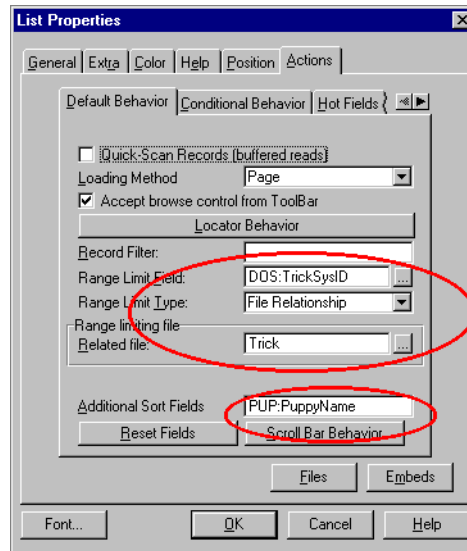 List Properties
General Extra Color Help Position Actions
Default Behavior Conditional Behavior Hot Fields
Quick-Scan Records (buffered reads)
Loading Method Page
Accept browse control from ToolBar
Locator Behavior
Record Filter:
Range Limit Field: DOS:TrickSysID ...
Range Limit Type: File Relationship
Range limiting file
Related file: Trick ...
Additional Sort Fields PUP:PuppyName
Reset Fields Scroll Bar Behavior
Files Embeds
Font... OK Cancel Help